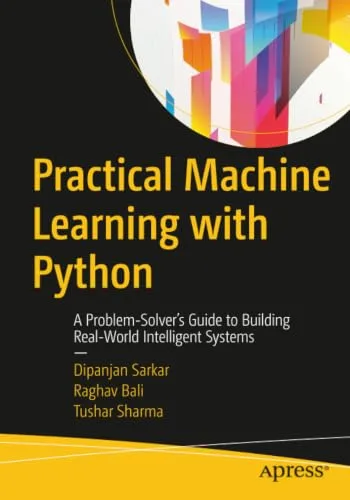 Practical Machine
Learning with
Python
A Problem-Solver's Guide to Building
Real-World Intelligent Systems
—
Dipanjan Sarkar
Raghav Bali
Tushar Sharma
Apress®